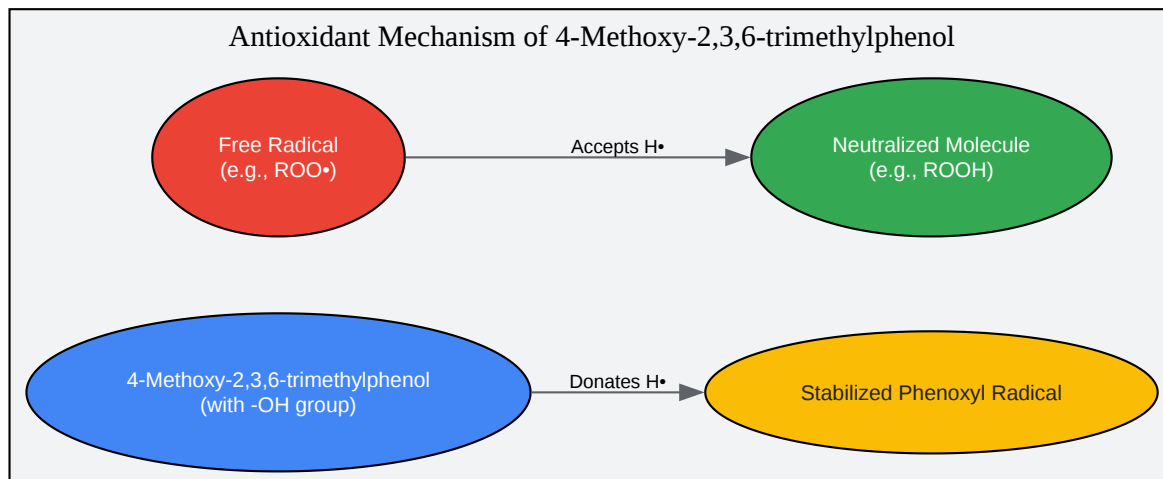 Antioxidant Mechanism of 4-Methoxy-2,3,6-trimethylphenol
Free Radical
(e.g., ROO•)
Accepts H•
Neutralized Molecule
(e.g., ROOH)
4-Methoxy-2,3,6-trimethylphenol
(with -OH group)
Donates H•
Stabilized Phenoxyl Radical